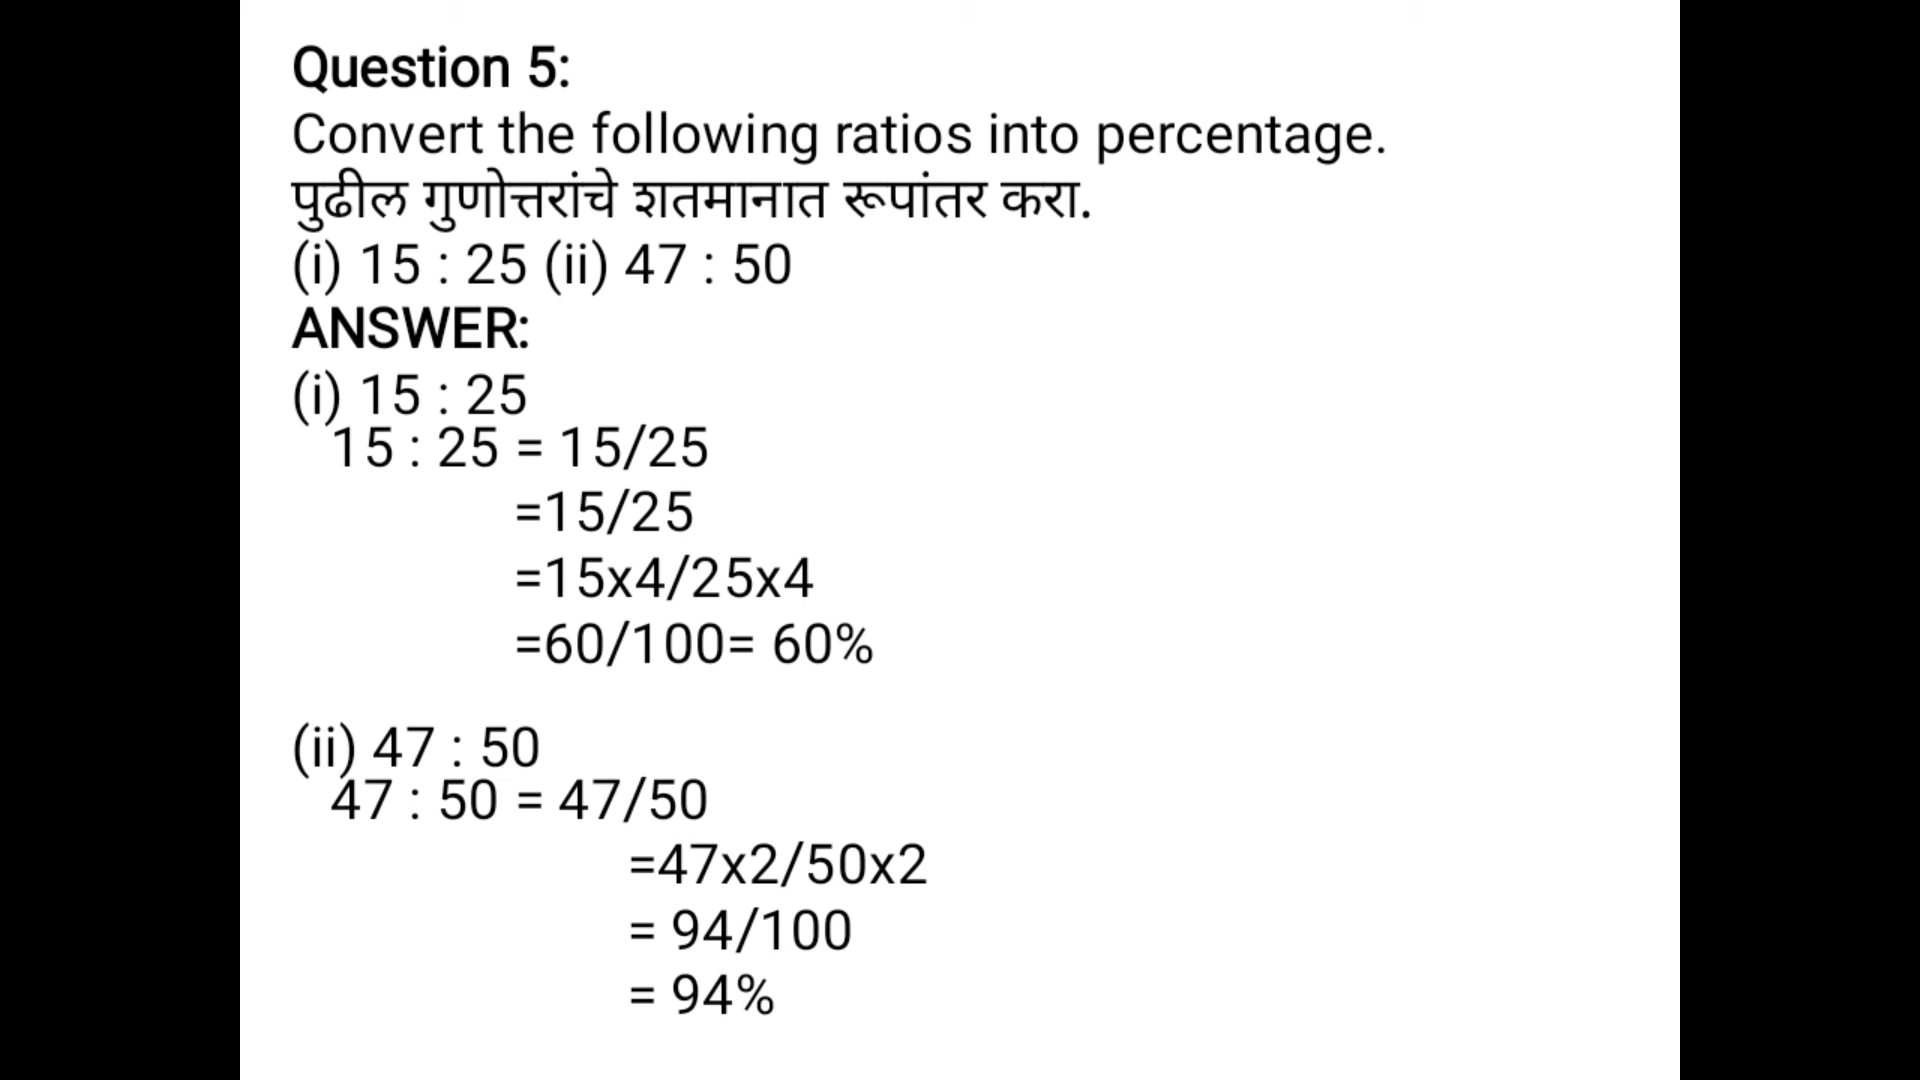 Question 5:
Convert the following ratios into percentage.
पुढील गुणोत्तरांचे शतमानात रूपांतर करा.
(i) 15 : 25 (ii) 47 : 50
ANSWER:
(i) 15 : 25
15 : 25 = 15/25
=15/25
=15x4/25x4
=60/100= 60%
(ii) 47 : 50
47 : 50 = 47/50
=47x2/50x2
= 94/100
= 94%